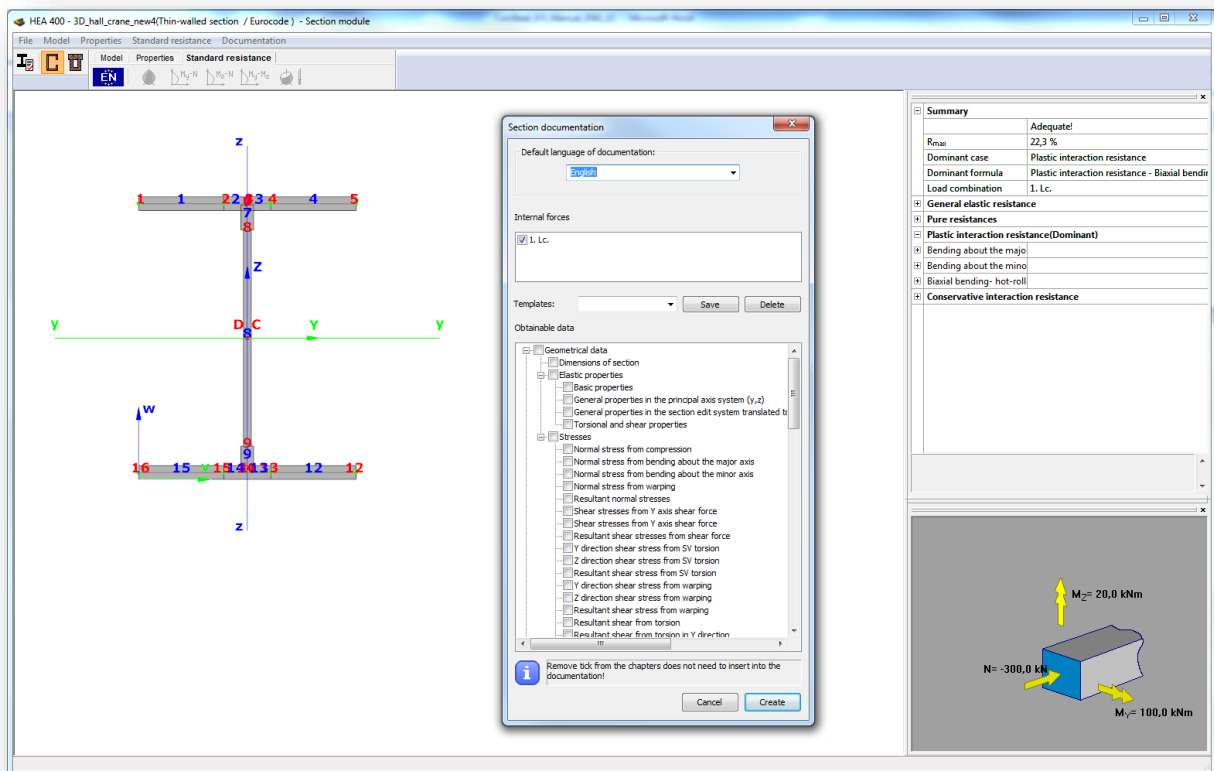 HEA 400 - 3D_hall_crane_new4(Thin-walled section / Eurocode ) - Section module
File Model Properties Standard resistance Documentation
Model Properties Standard resistance
EN My-N Mz-N My-Mz
z
1 1 2 2 3 3 4 4 5
7
8
Z
y D C Y y
8
w
9
9
16 15 v 15 14 13 13 12 12
z
Section documentation
Default language of documentation:
English
Internal forces
1. Lc.
Templates: Save Delete
Obtainable data
Geometrical data
Dimensions of section
Elastic properties
Basic properties
General properties in the principal axis system (y,z)
General properties in the section edit system translated to
Torsional and shear properties
Stresses
Normal stress from compression
Normal stress from bending about the major axis
Normal stress from bending about the minor axis
Normal stress from warping
Resultant normal stresses
Shear stresses from Y axis shear force
Shear stresses from Y axis shear force
Resultant shear stresses from shear force
Y direction shear stress from SV torsion
Z direction shear stress from SV torsion
Resultant shear stress from SV torsion
Y direction shear stress from warping
Z direction shear stress from warping
Resultant shear stress from warping
Resultant shear from torsion
Resultant shear from torsion in Y direction
Remove tick from the chapters does not need to insert into the
documentation!
Cancel Create
Summary
Adequate!
Rmax 22,3 %
Dominant case Plastic interaction resistance
Dominant formula Plastic interaction resistance - Biaxial bendin
Load combination 1. Lc.
General elastic resistance
Pure resistances
Plastic interaction resistance(Dominant)
Bending about the majo
Bending about the mino
Biaxial bending- hot-roll
Conservative interaction resistance
MZ= 20,0 kNm
N= -300,0 kN
MY= 100,0 kNm